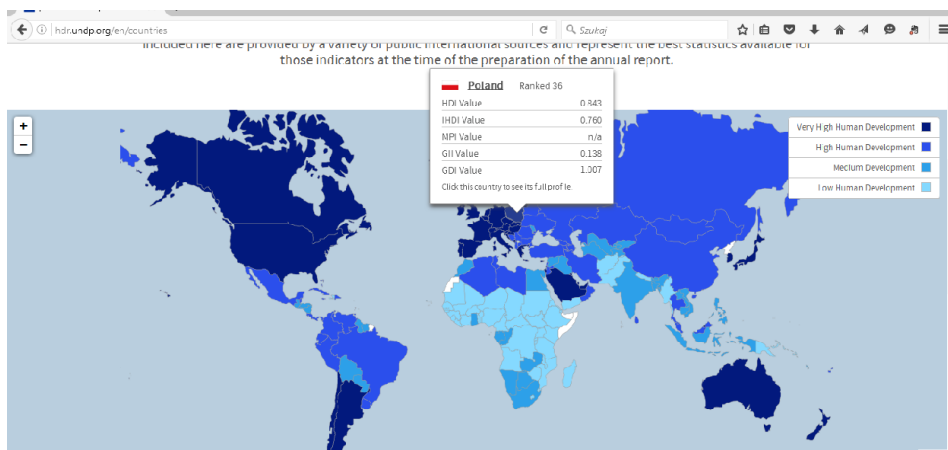 hdr.undp.org/en/countries
Szukaj
included here are provided by a variety of public international sources and represent the best statistics available for
those indicators at the time of the preparation of the annual report.
Poland Ranked 36
HDI Value 0.843
IHDI Value 0.760
NPI Value n/a
GII Value 0.138
GDI Value 1.007
Click this country to see its full profile
+
−
Very High Human Development
High Human Development
Medium Development
Low Human Development